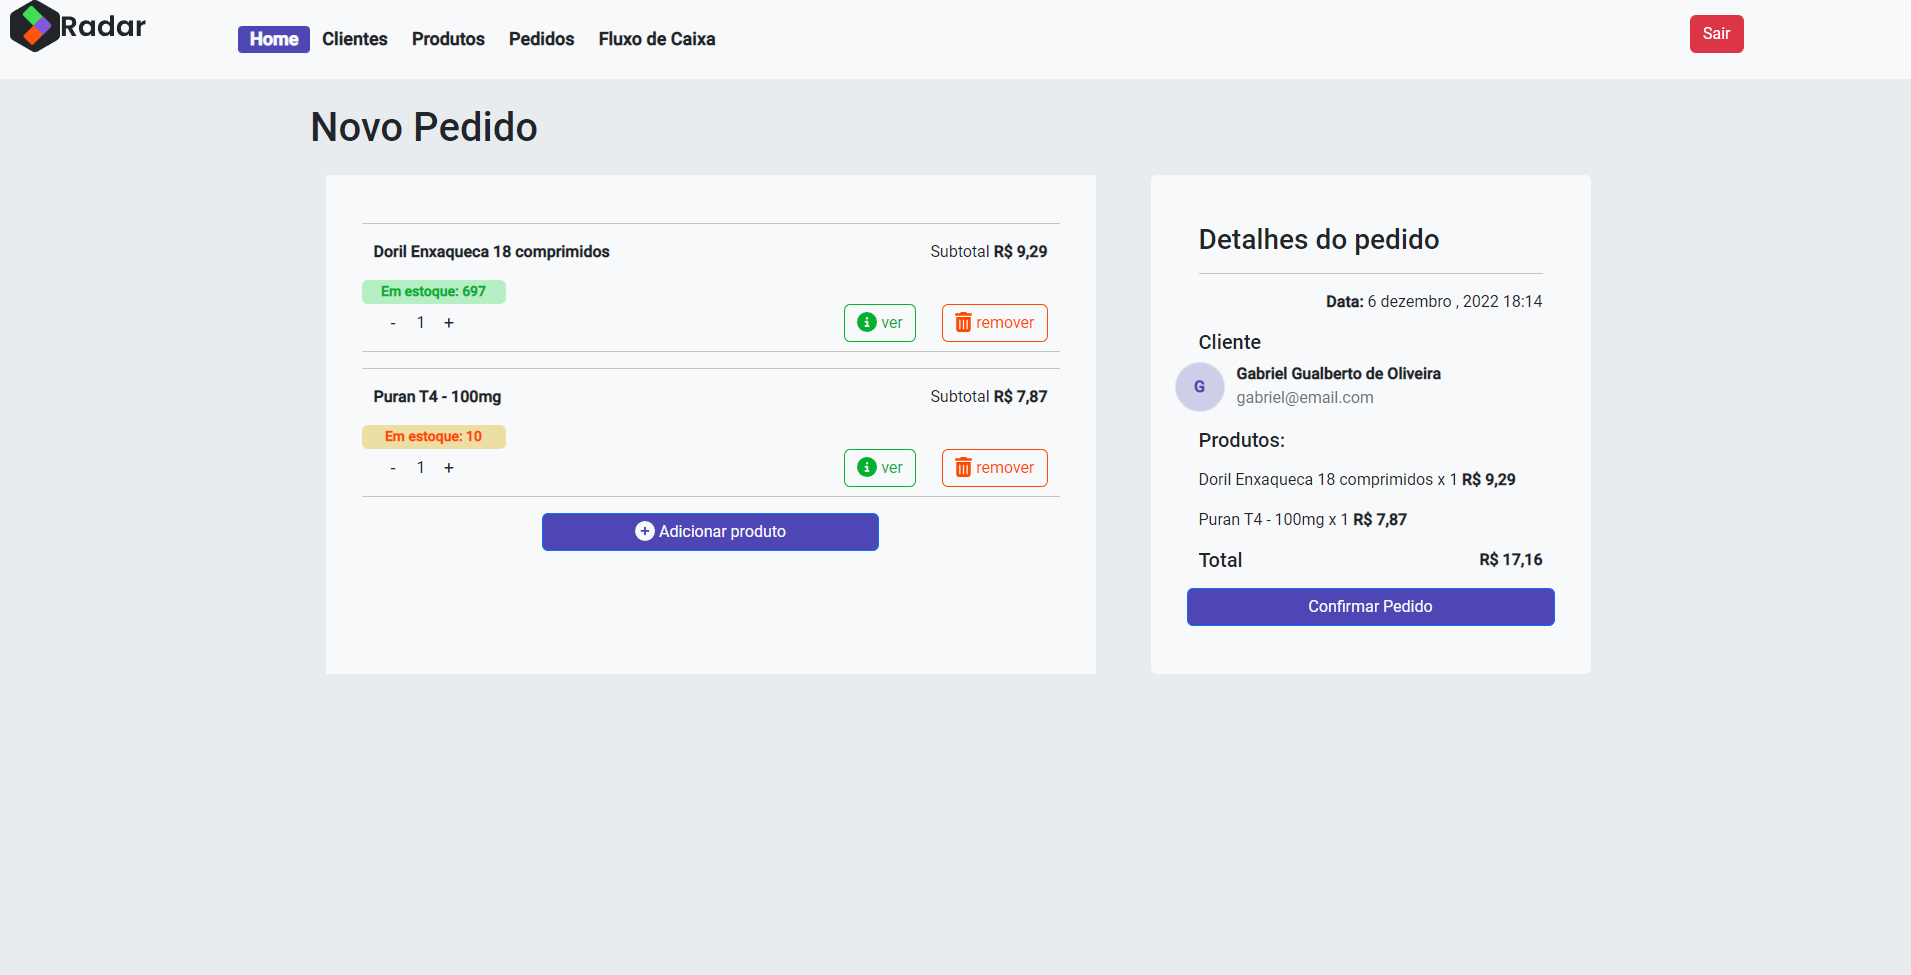 Radar
Home Clientes Produtos Pedidos Fluxo de Caixa Sair
Novo Pedido
Doril Enxaqueca 18 comprimidos Subtotal R$ 9,29
Em estoque: 697
- 1 + ver remover
Puran T4 - 100mg Subtotal R$ 7,87
Em estoque: 10
- 1 + ver remover
Adicionar produto
Detalhes do pedido
Data: 6 dezembro , 2022 18:14
Cliente
G
Gabriel Gualberto de Oliveira
gabriel@email.com
Produtos:
Doril Enxaqueca 18 comprimidos x 1 R$ 9,29
Puran T4 - 100mg x 1 R$ 7,87
Total R$ 17,16
Confirmar Pedido